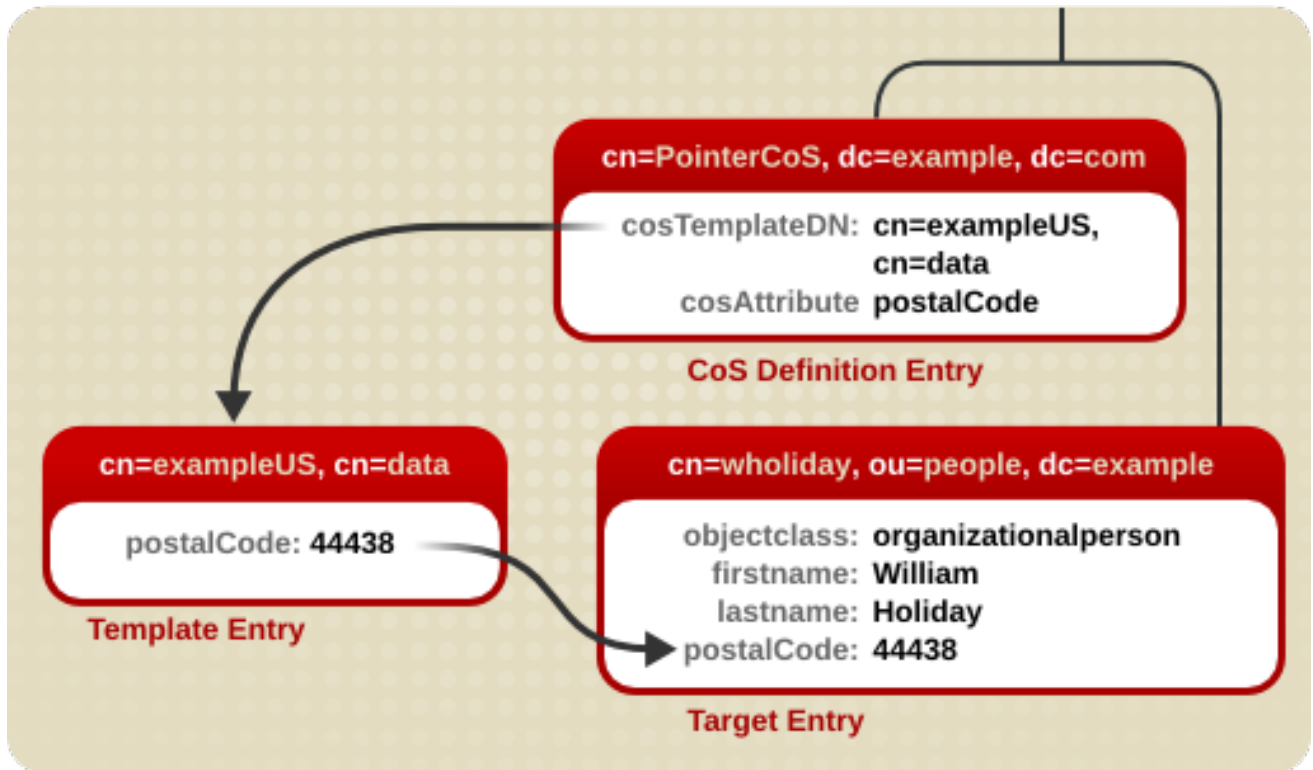 cn=PointerCoS, dc=example, dc=com
cosTemplateDN: cn=exampleUS,
cn=data
cosAttribute postalCode
CoS Definition Entry
cn=exampleUS, cn=data
postalCode: 44438
Template Entry
cn=wholiday, ou=people, dc=example
objectclass: organizationalperson
firstname: William
lastname: Holiday
postalCode: 44438
Target Entry